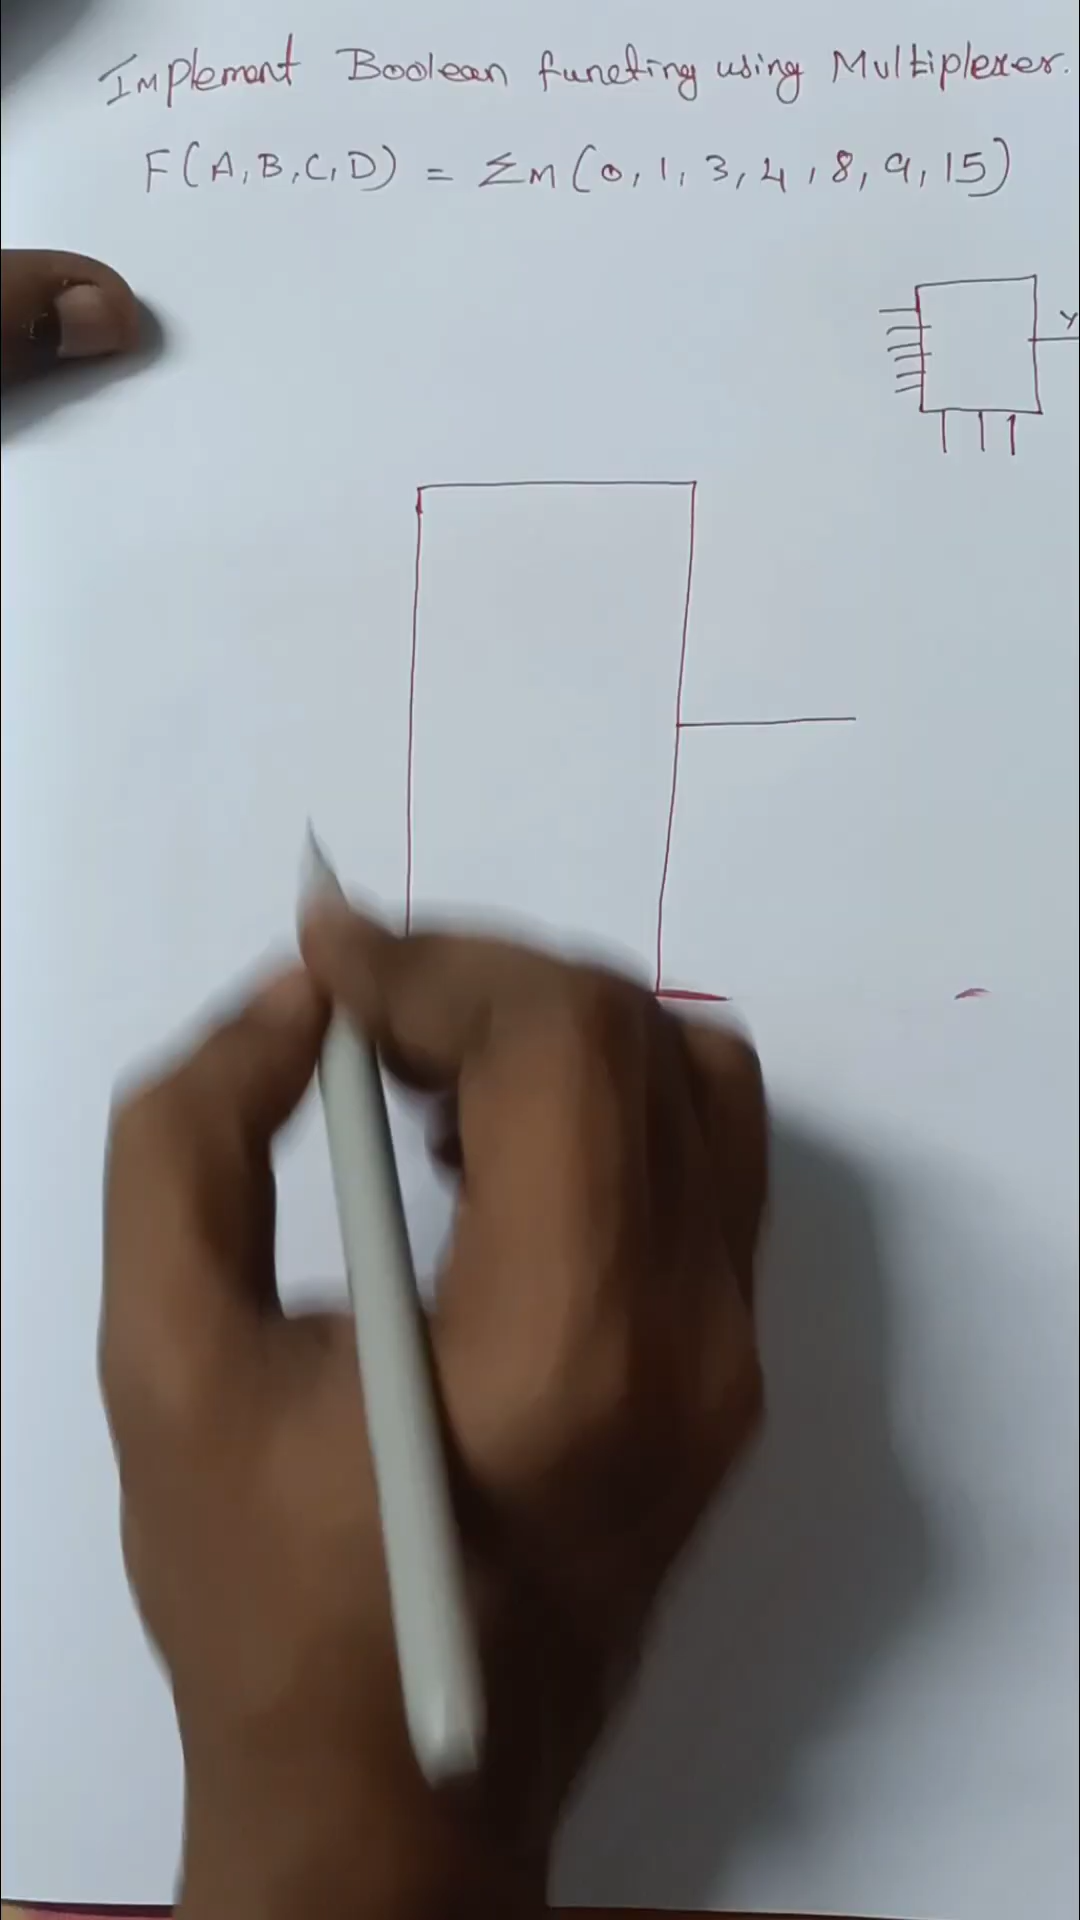 Implement Boolean functing using Multiplexer.
F(A,B,C,D) = Σm(0,1,3,4,8,9,15)
Y